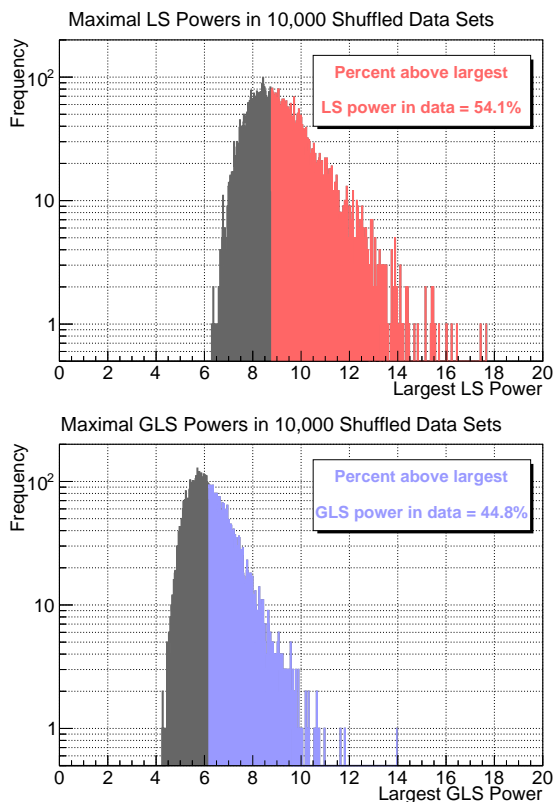 Maximal LS Powers in 10,000 Shuffled Data Sets
Frequency
10²
10
1
Percent above largest
LS power in data = 54.1%
0 2 4 6 8 10 12 14 16 18 20
Largest LS Power
Maximal GLS Powers in 10,000 Shuffled Data Sets
Frequency
10²
10
1
Percent above largest
GLS power in data = 44.8%
0 2 4 6 8 10 12 14 16 18 20
Largest GLS Power